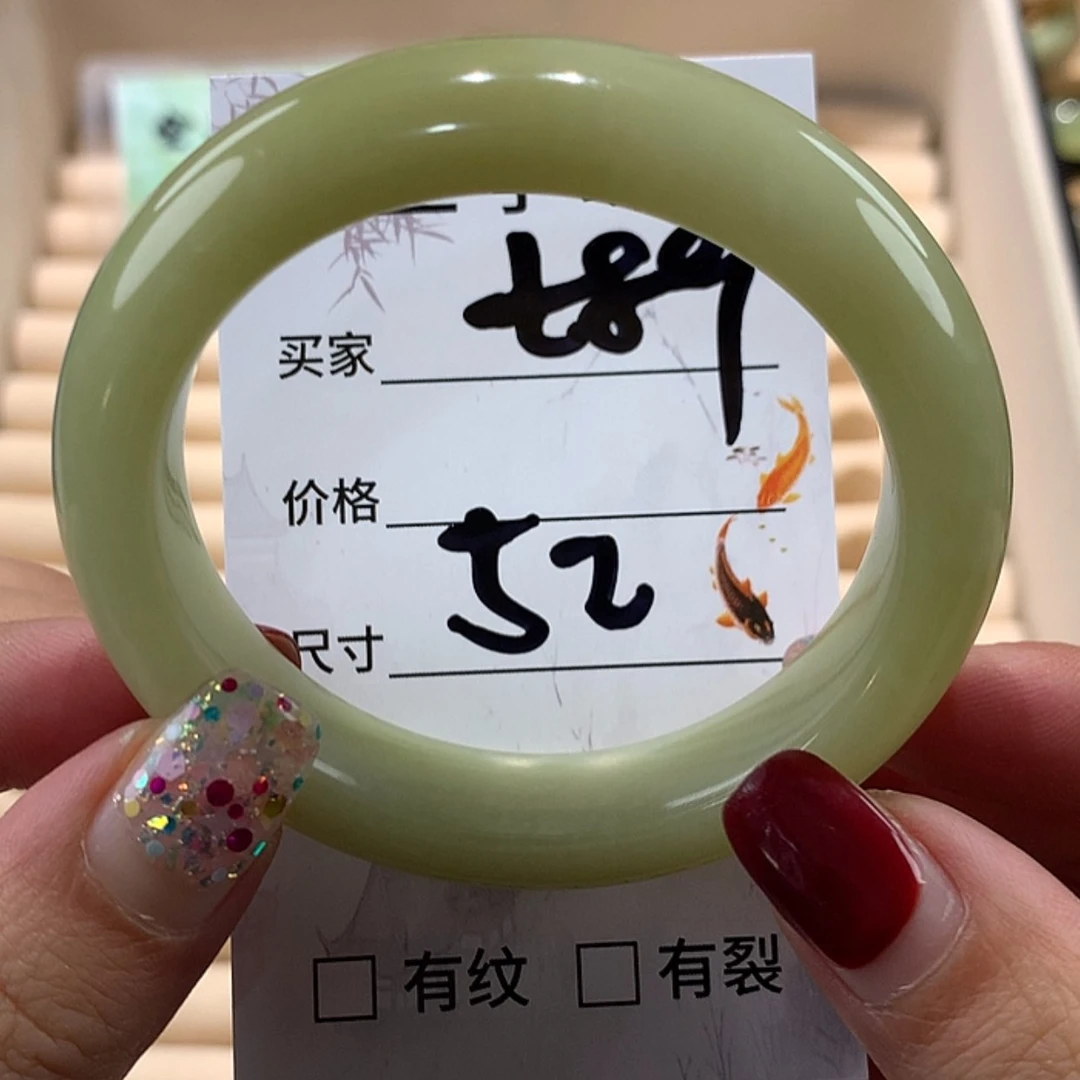 买家
价格
尺寸 52
有纹 有裂